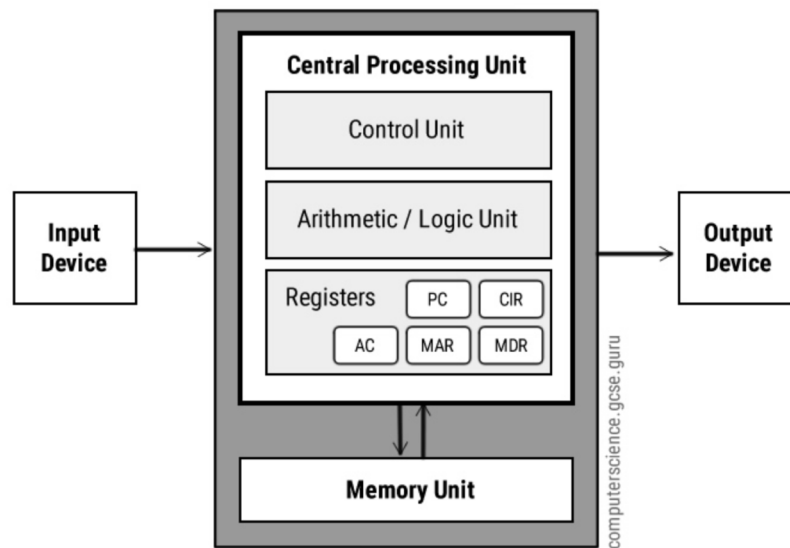 Central Processing Unit
Control Unit
Arithmetic / Logic Unit
Input
Device
Output
Device
Registers
PC
CIR
AC
MAR
MDR
Memory Unit
computerscience.gcse.guru